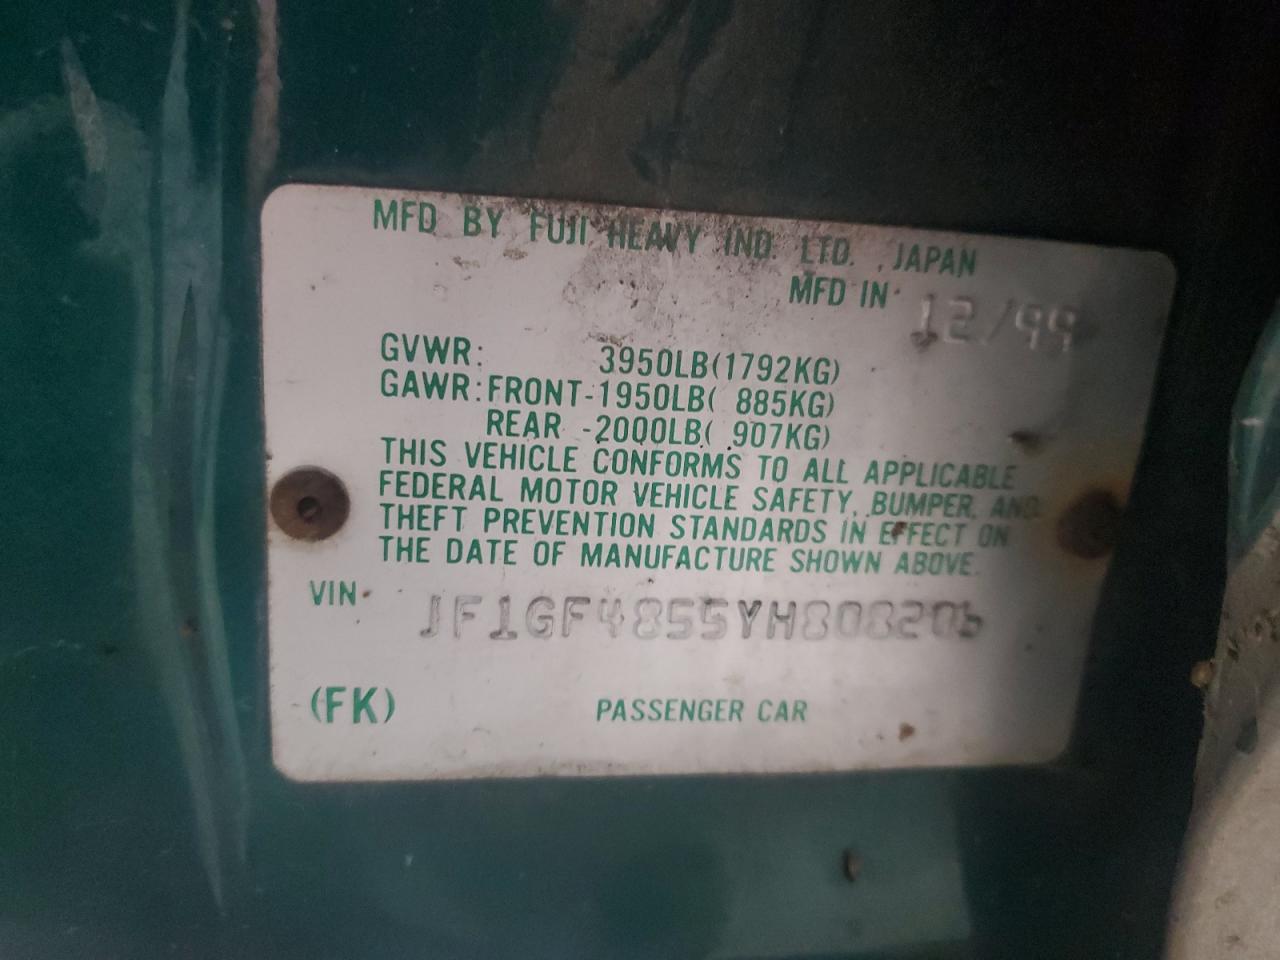 MFD BY FUJI HEAVY IND. LTD. , JAPAN
MFD IN 12/99
GVWR: 3950LB(1792KG)
GAWR:FRONT-1950LB( 885KG)
REAR -2000LB( 907KG)
THIS VEHICLE CONFORMS TO ALL APPLICABLE
FEDERAL MOTOR VEHICLE SAFETY, BUMPER, AND
THEFT PREVENTION STANDARDS IN EFFECT ON
THE DATE OF MANUFACTURE SHOWN ABOVE.
VIN JF1GF4855YH808206
(FK) PASSENGER CAR